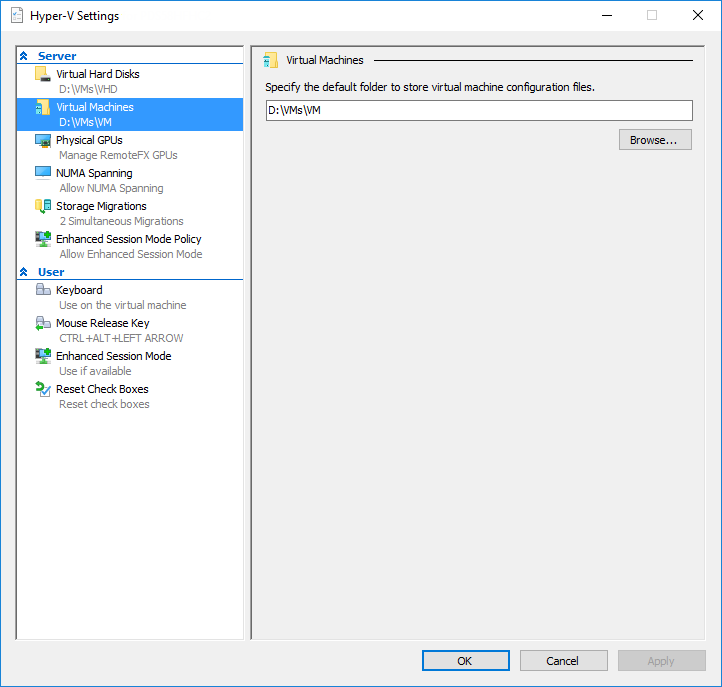 Hyper-V Settings
Server
Virtual Hard Disks
D:\VMs\VHD
Virtual Machines
D:\VMs\VM
Physical GPUs
Manage RemoteFX GPUs
NUMA Spanning
Allow NUMA Spanning
Storage Migrations
2 Simultaneous Migrations
Enhanced Session Mode Policy
Allow Enhanced Session Mode
User
Keyboard
Use on the virtual machine
Mouse Release Key
CTRL+ALT+LEFT ARROW
Enhanced Session Mode
Use if available
Reset Check Boxes
Reset check boxes
Virtual Machines
Specify the default folder to store virtual machine configuration files.
D:\VMs\VM
Browse...
OK
Cancel
Apply